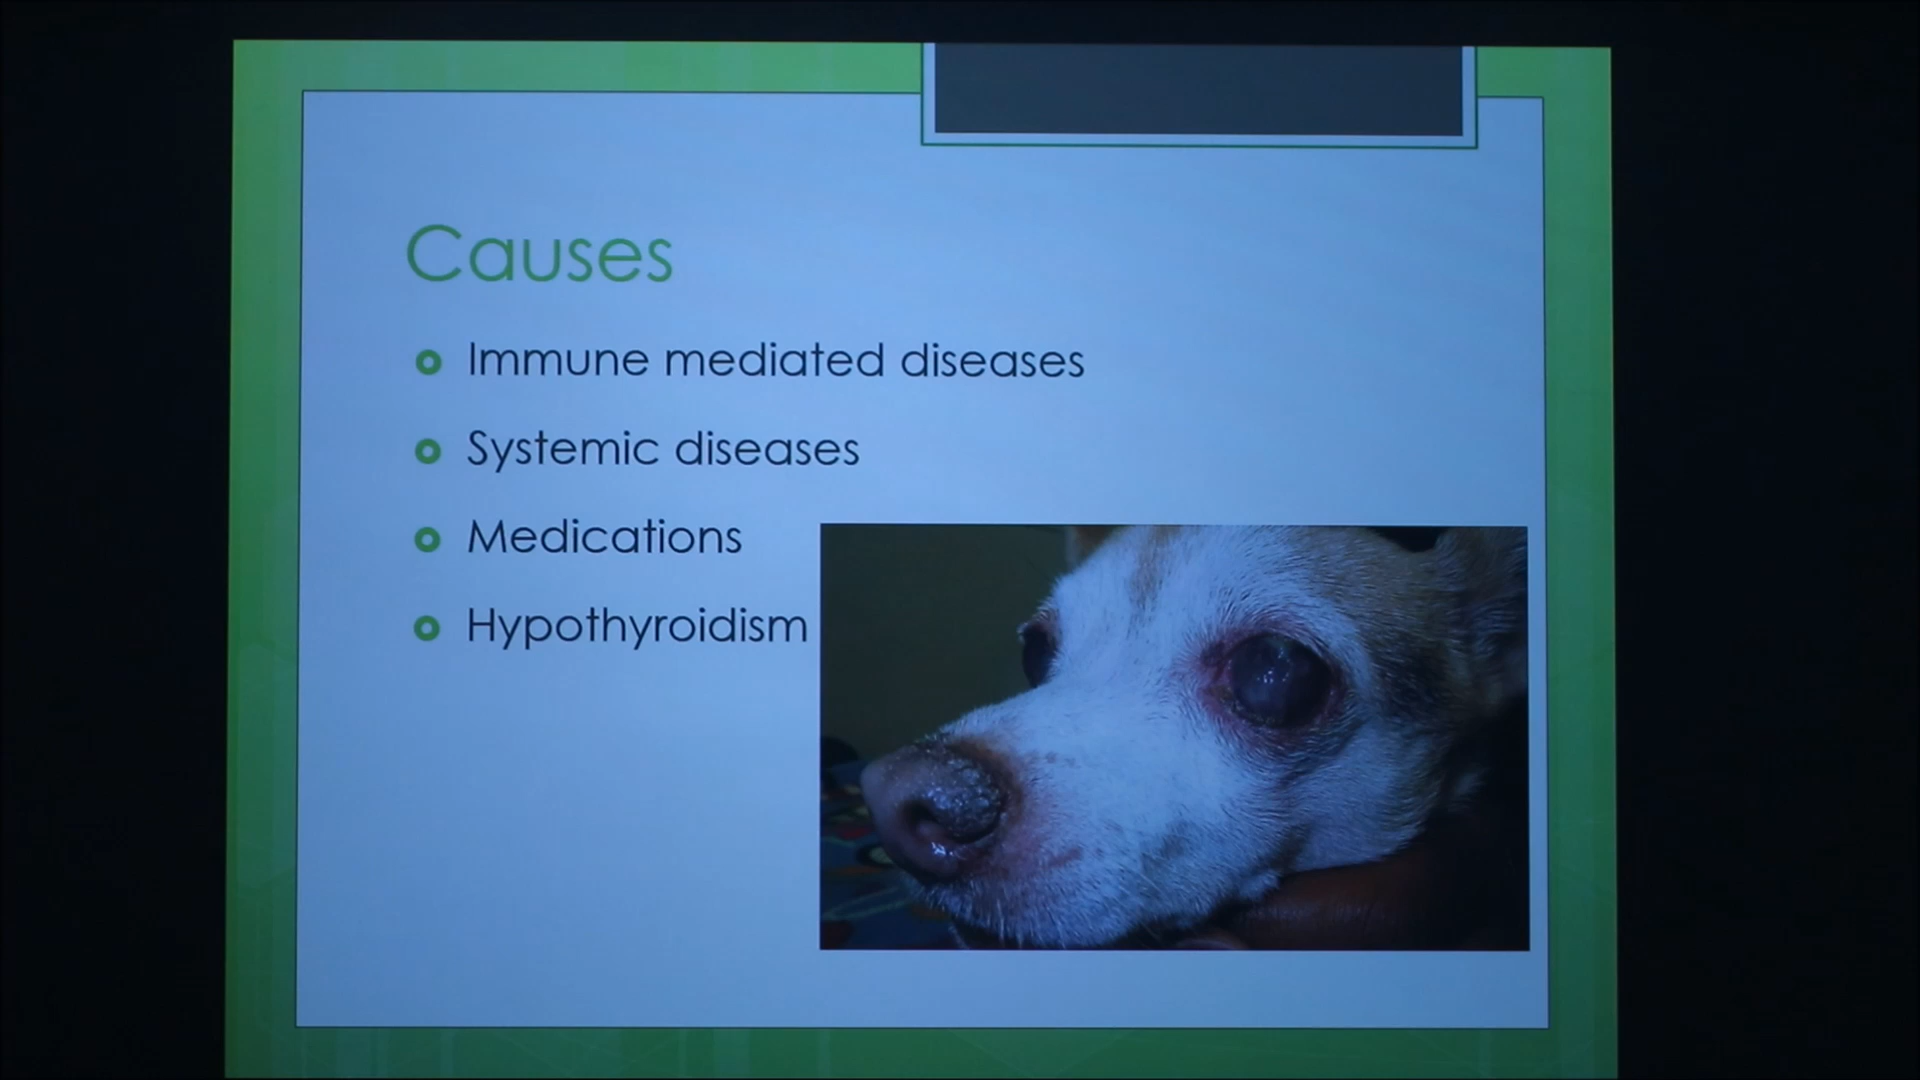 Causes
Immune mediated diseases
Systemic diseases
Medications
Hypothyroidism